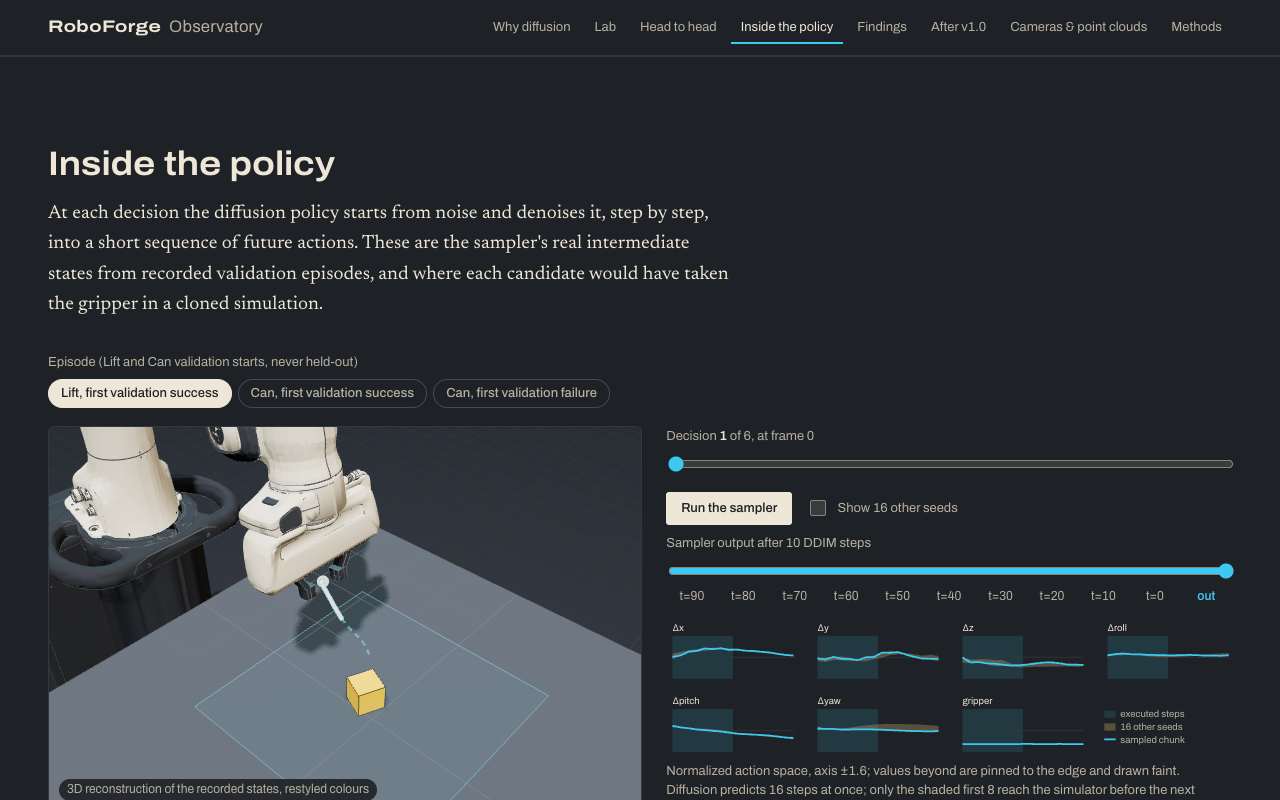 RoboForge Observatory
Why diffusion Lab Head to head Inside the policy Findings After v1.0 Cameras & point clouds Methods
Inside the policy
At each decision the diffusion policy starts from noise and denoises it, step by step,
into a short sequence of future actions. These are the sampler's real intermediate
states from recorded validation episodes, and where each candidate would have taken
the gripper in a cloned simulation.
Episode (Lift and Can validation starts, never held-out)
Lift, first validation success Can, first validation success Can, first validation failure
3D reconstruction of the recorded states, restyled colours
Decision 1 of 6, at frame 0
Run the sampler Show 16 other seeds
Sampler output after 10 DDIM steps
t=90 t=80 t=70 t=60 t=50 t=40 t=30 t=20 t=10 t=0 out
Δx Δy Δz Δroll
Δpitch Δyaw gripper
executed steps
16 other seeds
sampled chunk
Normalized action space, axis ±1.6; values beyond are pinned to the edge and drawn faint.
Diffusion predicts 16 steps at once; only the shaded first 8 reach the simulator before the next